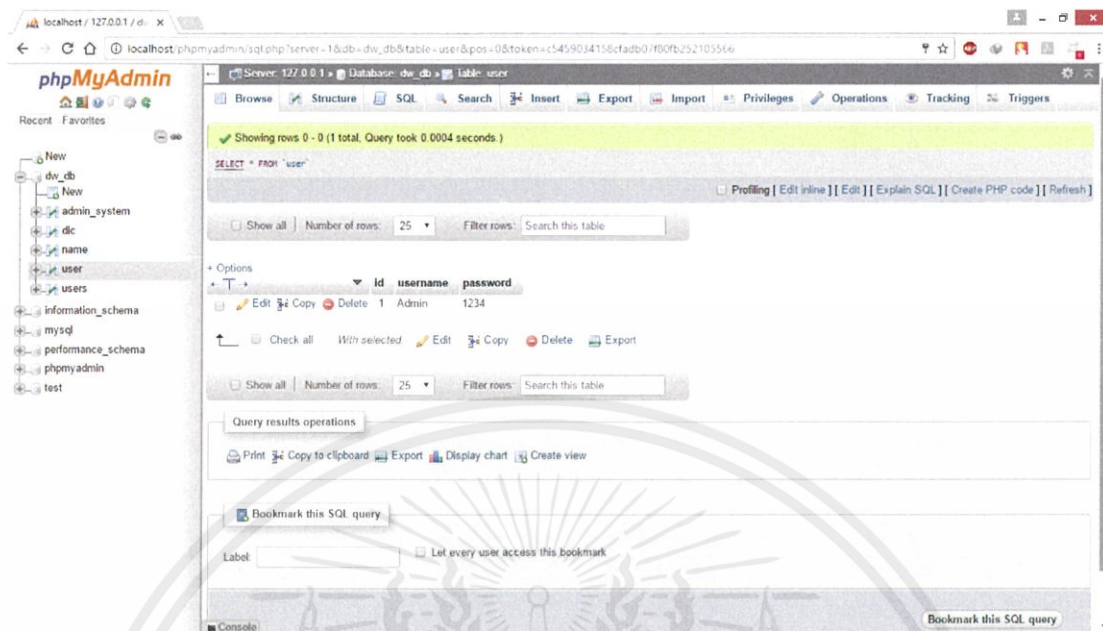 localhost / 127.0.0.1 / d
localhost/phpmyadmin/sql.php?server=1&db=dw_db&table=user&pos=0&token=c5459034158cfadb07f80fb252105566
phpMyAdmin
Recent Favorites
New
dw_db
New
admin_system
dic
name
user
users
information_schema
mysql
performance_schema
phpmyadmin
test
Server: 127.0.0.1 » Database: dw_db » Table: user
Browse Structure SQL Search Insert Export Import Privileges Operations Tracking Triggers
Showing rows 0 - 0 (1 total, Query took 0.0004 seconds.)
SELECT * FROM `user`
Profiling [ Edit inline ] [ Edit ] [ Explain SQL ] [ Create PHP code ] [ Refresh ]
Show all Number of rows: 25 Filter rows: Search this table
+ Options
id username password
Edit Copy Delete 1 Admin 1234
Check all With selected: Edit Copy Delete Export
Show all Number of rows: 25 Filter rows: Search this table
Query results operations
Print Copy to clipboard Export Display chart Create view
Bookmark this SQL query
Label: Let every user access this bookmark
Bookmark this SQL query
Console